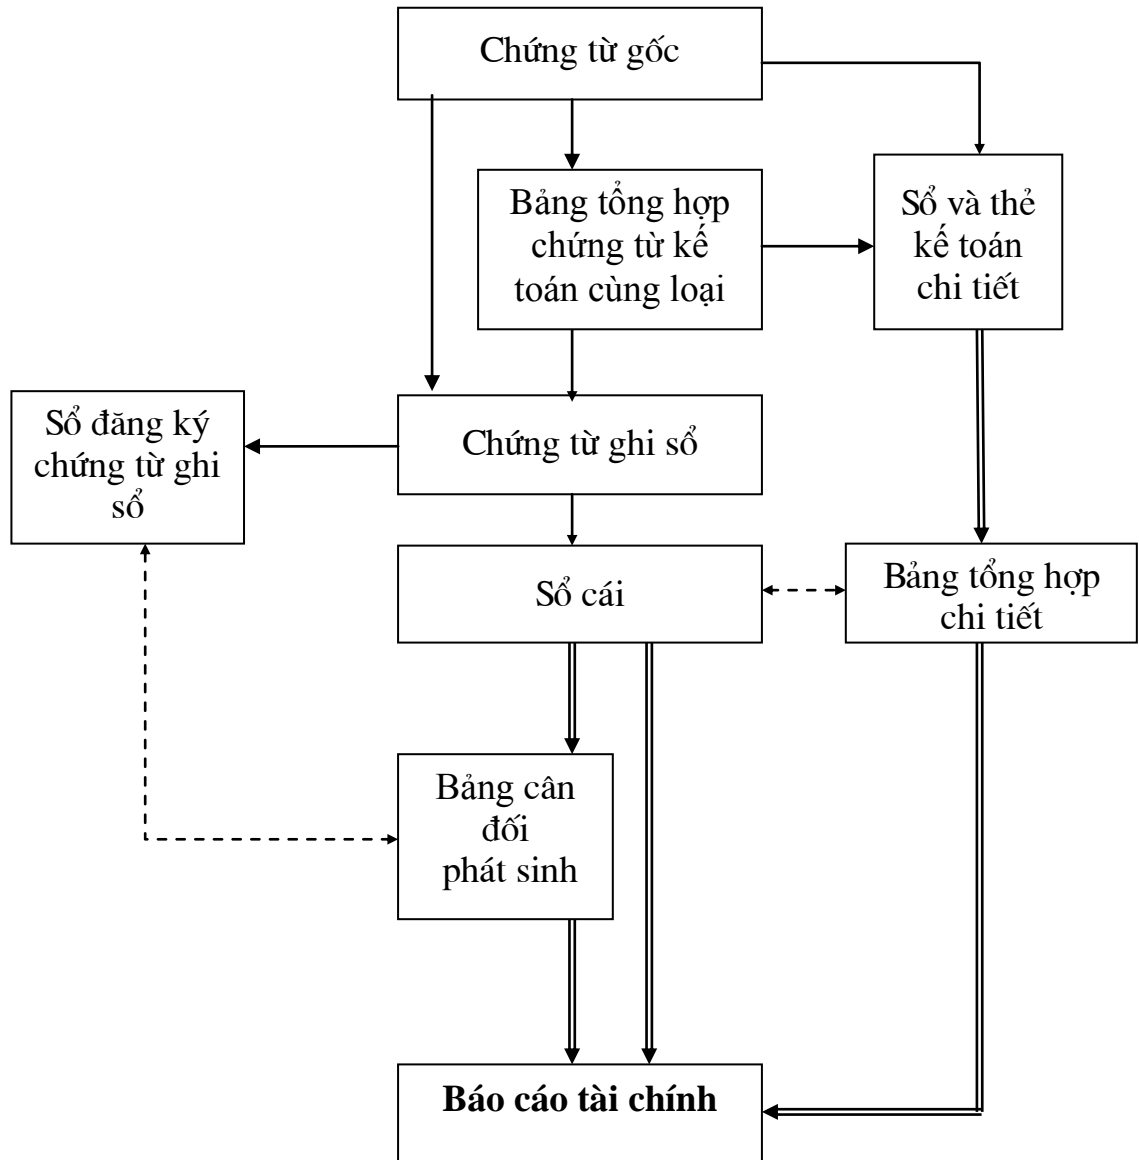 Chứng từ gốc
Bảng tổng hợp
chứng từ kế
toán cùng loại
Sổ và thẻ
kế toán
chi tiết
Sổ đăng ký
chứng từ ghi
sổ
Chứng từ ghi sổ
Sổ cái
Bảng tổng hợp
chi tiết
Bảng cân
đối
phát sinh
Báo cáo tài chính